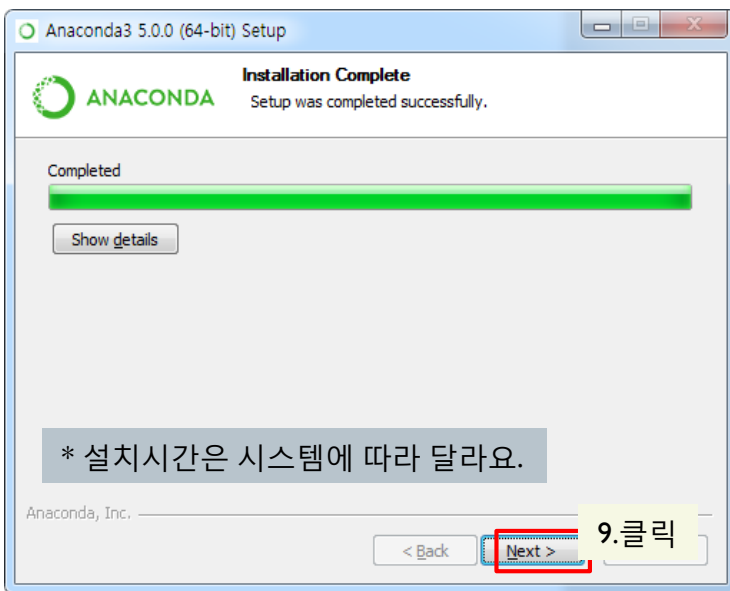 Anaconda3 5.0.0 (64-bit) Setup
Installation Complete
ANACONDA
Setup was completed successfully.
Completed
Show details
* 설치시간은 시스템에 따라 달라요.
Anaconda, Inc.
9.클릭
< Back
Next >